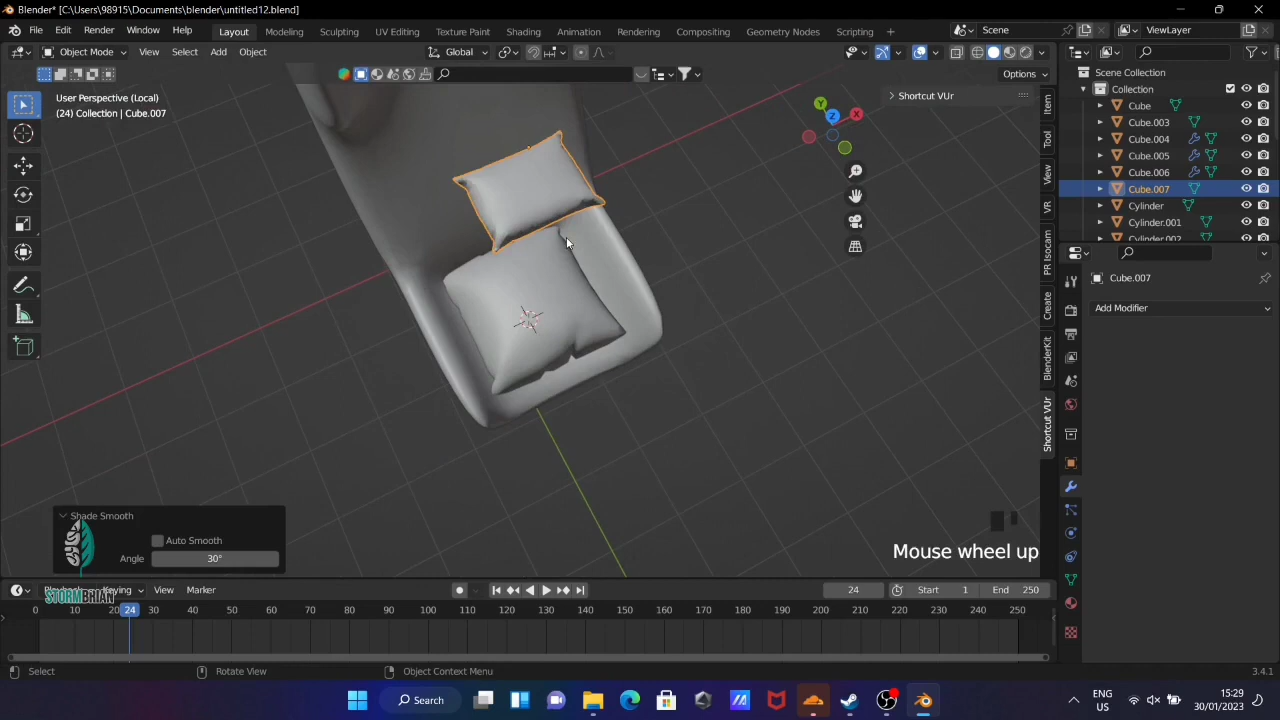 Blender* [C:\Users\98915\Documents\blender\untitled12.blend]
File Edit Render Window Help Layout Modeling Sculpting UV Editing Texture Paint Shading Animation Rendering Compositing Geometry Nodes Scripting + Scene ViewLayer
Object Mode View Select Add Object Global
Options
User Perspective (Local)
(24) Collection | Cube.007
Shortcut VUr
Y
X
Z
Item
Tool
View
VR
PR Isocam
Create
BlenderKit
Shortcut VUr
Scene Collection
Collection
Cube
Cube.003
Cube.004
Cube.005
Cube.006
Cube.007
Cylinder
Cylinder.001
Cylinder.002
Cube.007
Add Modifier
Shade Smooth
Auto Smooth
Angle 30°
Mouse wheel up
STORMBRIAN
Playback Keying View Marker 24 Start 1 End 250
0 10 20 24 30 40 50 60 70 80 90 100 110 120 130 140 150 160 170 180 190 200 210 220 230 240 250
Select Rotate View Object Context Menu 3.4.1
Search
ENG
US
15:29
30/01/2023